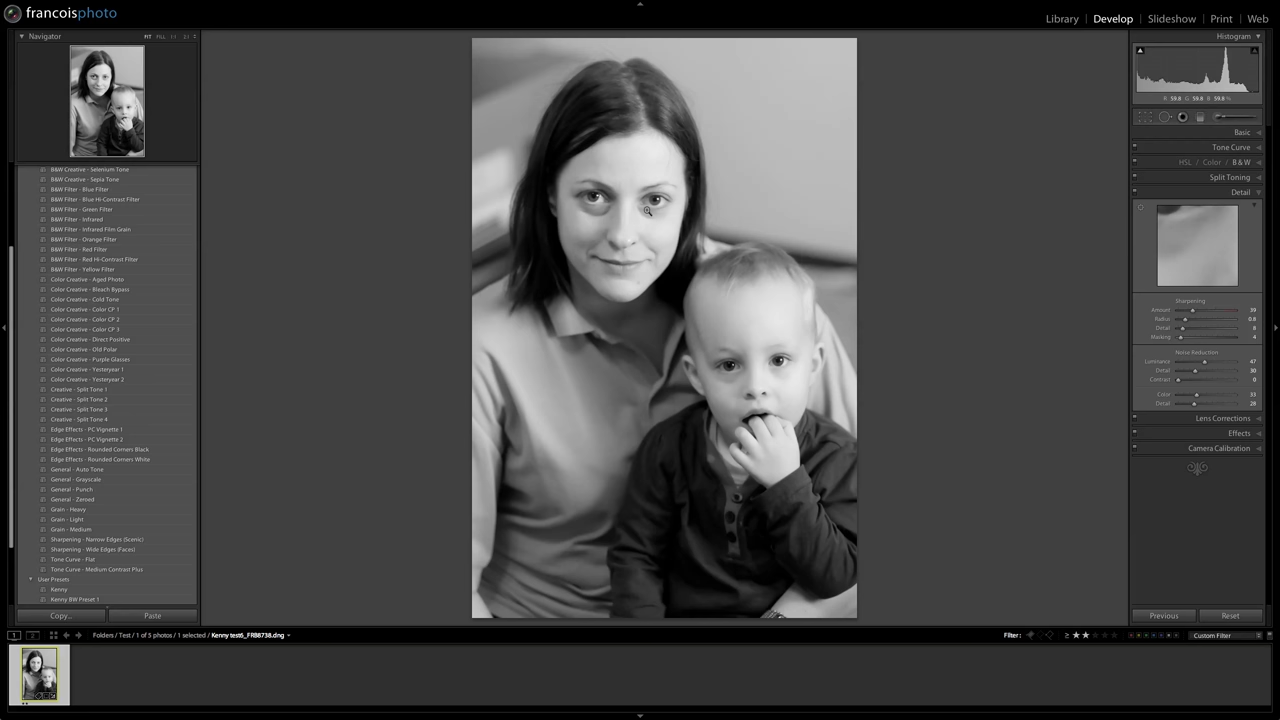 francoisphoto
Library | Develop | Slideshow | Print | Web
Navigator FIT FILL 1:1
Histogram
R 59.8 G 59.8 B 59.8 %
Basic
Tone Curve
HSL / Color / B&W
Split Toning
Detail
Sharpening
Amount 39
Radius 0.8
Detail 6
Masking 4
Noise Reduction
Luminance 47
Detail 30
Contrast 0
Color 33
Detail 28
Lens Corrections
Effects
Camera Calibration
Previous Reset
B&W Creative - Selenium Tone
B&W Creative - Sepia Tone
B&W Filter - Blue Filter
B&W Filter - Blue Hi-Contrast Filter
B&W Filter - Green Filter
B&W Filter - Infrared
B&W Filter - Infrared Film Grain
B&W Filter - Orange Filter
B&W Filter - Red Filter
B&W Filter - Red Hi-Contrast Filter
B&W Filter - Yellow Filter
Color Creative - Aged Photo
Color Creative - Bleach Bypass
Color Creative - Cold Tone
Color Creative - Color CP 1
Color Creative - Color CP 2
Color Creative - Color CP 3
Color Creative - Direct Positive
Color Creative - Old Polar
Color Creative - Purple Glasses
Color Creative - Yesteryear 1
Color Creative - Yesteryear 2
Creative - Split Tone 1
Creative - Split Tone 2
Creative - Split Tone 3
Creative - Split Tone 4
Edge Effects - PC Vignette 1
Edge Effects - PC Vignette 2
Edge Effects - Rounded Corners Black
Edge Effects - Rounded Corners White
General - Auto Tone
General - Grayscale
General - Punch
General - Zeroed
Grain - Heavy
Grain - Light
Grain - Medium
Sharpening - Narrow Edges (Scenic)
Sharpening - Wide Edges (Faces)
Tone Curve - Flat
Tone Curve - Medium Contrast Plus
User Presets
Kenny
Kenny BW Preset 1
Copy... Paste
1 2 Folders / Test / 1 of 5 photos / 1 selected / Kenny test6_FRB8738.dng
Filter: ≥ ★ ★ Custom Filter